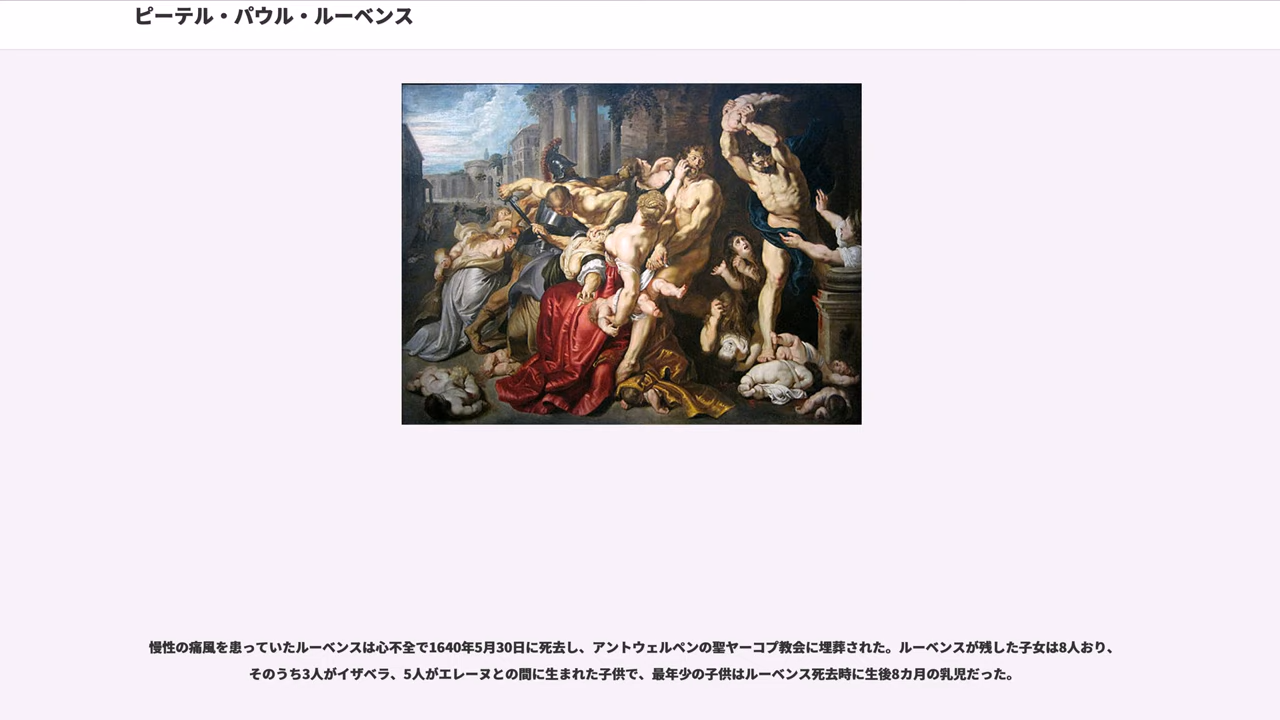 ピーテル・パウル・ルーベンス
慢性の痛風を患っていたルーベンスは心不全で1640年5月30日に死去し、アントウェルペンの聖ヤーコプ教会に埋葬された。ルーベンスが残した子女は8人おり、
そのうち3人がイザベラ、5人がエレーヌとの間に生まれた子供で、最年少の子供はルーベンス死去時に生後8カ月の乳児だった。